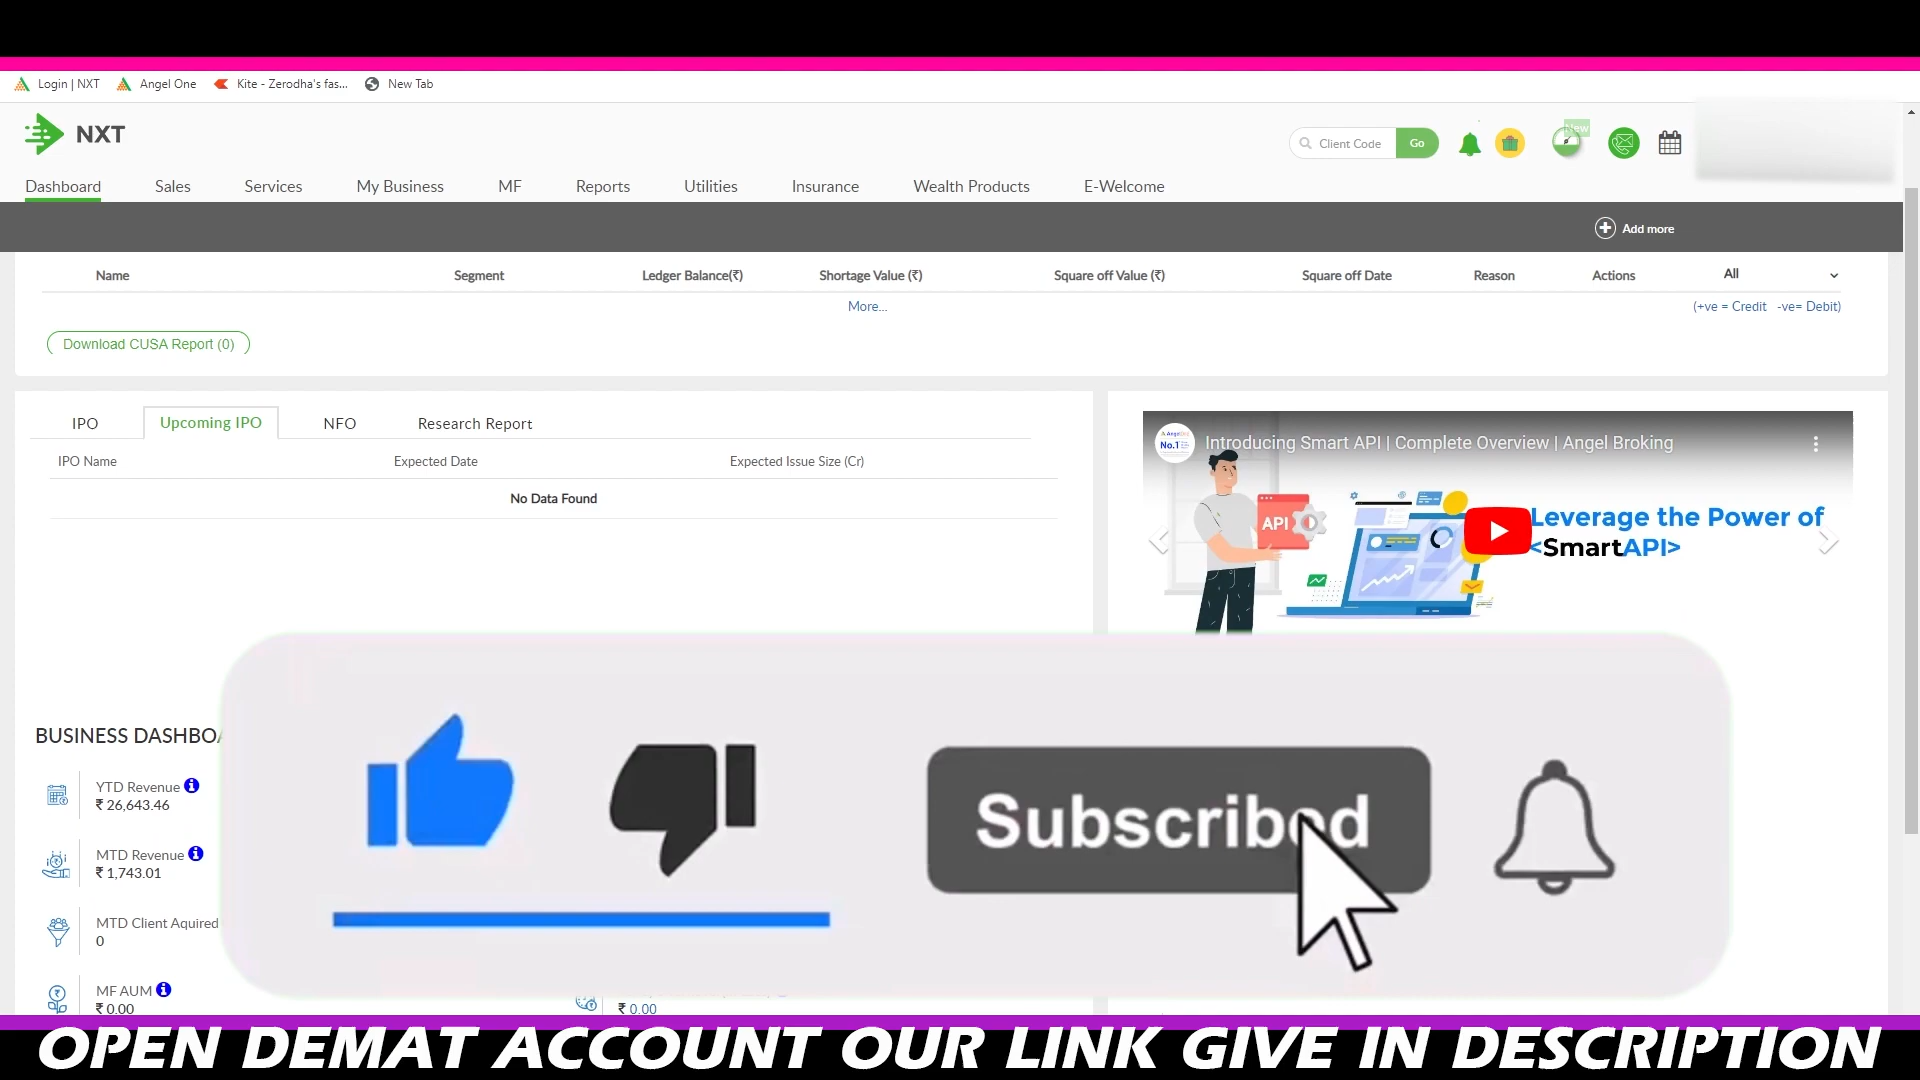 Login | NXT Angel One Kite - Zerodha's fas... New Tab
NXT
Client Code Go New
Dashboard Sales Services My Business MF Reports Utilities Insurance Wealth Products E-Welcome
Add more
Name Segment Ledger Balance(₹) Shortage Value (₹) Square off Value (₹) Square off Date Reason Actions All
More... (+ve = Credit -ve= Debit)
Download CUSA Report (0)
IPO Upcoming IPO NFO Research Report
IPO Name Expected Date Expected Issue Size (Cr)
No Data Found
No.1
Introducing Smart API | Complete Overview | Angel Broking
API
Leverage the Power of
<SmartAPI>
BUSINESS DASHBOA
YTD Revenue
₹ 26,643.46
MTD Revenue
₹ 1,743.01
MTD Client Aquired
0
MF AUM
₹ 0.00
₹ 0.00
Subscribed
OPEN DEMAT ACCOUNT OUR LINK GIVE IN DESCRIPTION